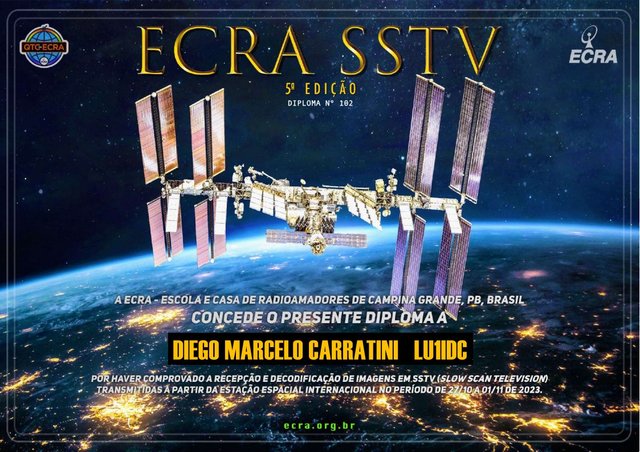 QTC-ECRA
ECRA SSTV
ECRA
5ª EDIÇÃO
DIPLOMA Nº 102
A ECRA - ESCOLA E CASA DE RADIOAMADORES DE CAMPINA GRANDE, PB, BRASIL
CONCEDE O PRESENTE DIPLOMA A
DIEGO MARCELO CARRATINI LU1IDC
POR HAVER COMPROVADO A RECEPÇÃO E DECODIFICAÇÃO DE IMAGENS EM SSTV (SLOW SCAN TELEVISION)
TRANSMITIDAS À PARTIR DA ESTAÇÃO ESPACIAL INTERNACIONAL NO PERÍODO DE 27/10 A 01/11 DE 2023.
ecra.org.br